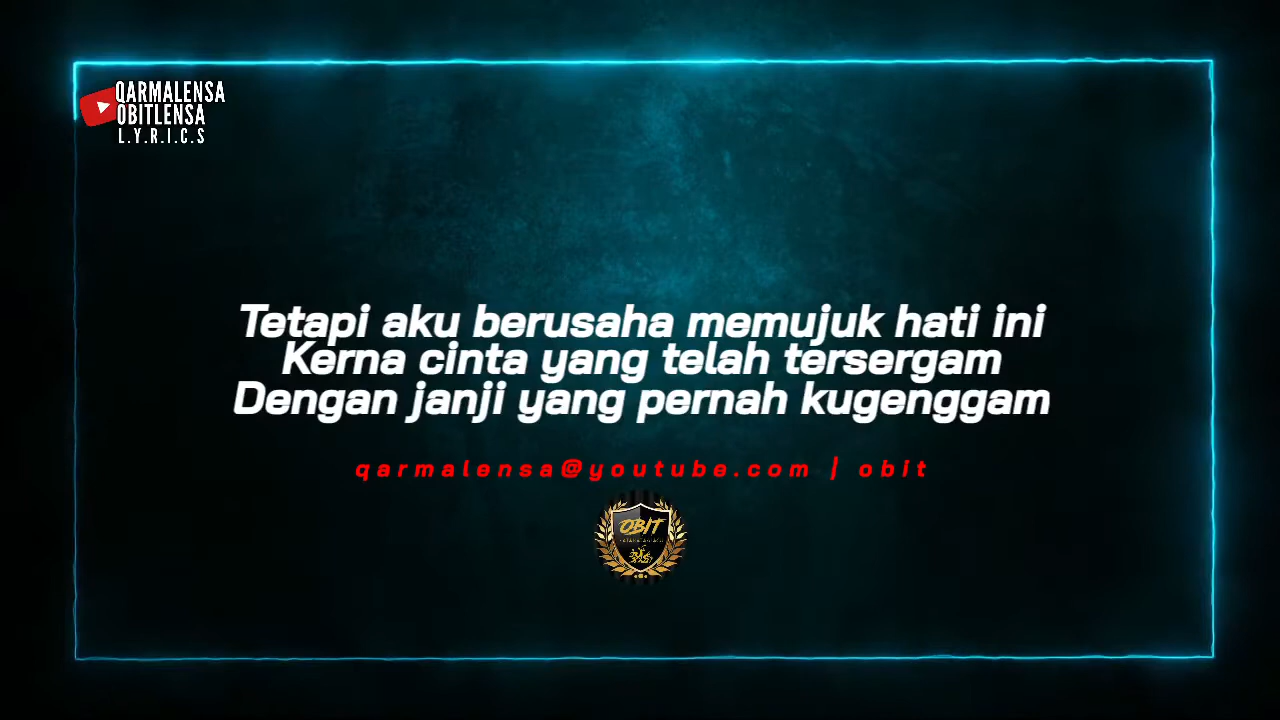 QARMALENSA
OBITLENSA
L.Y.R.I.C.S
Tetapi aku berusaha memujuk hati ini
Kerna cinta yang telah tersergam
Dengan janji yang pernah kugenggam
qarmalensa@youtube.com | obit
OBIT